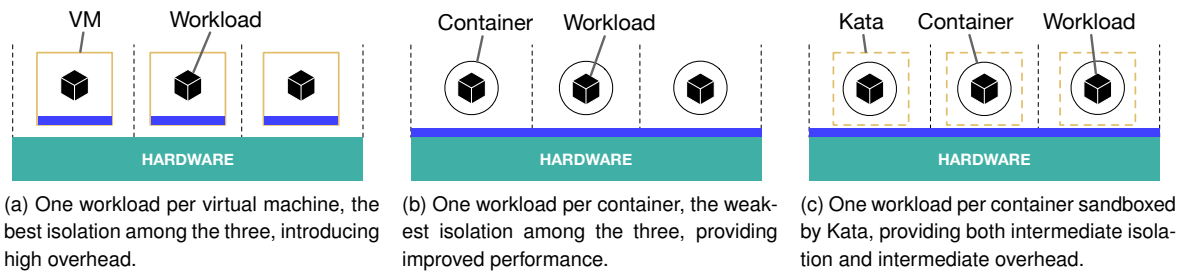 VM
Workload
HARDWARE
(a) One workload per virtual machine, the
best isolation among the three, introducing
high overhead.
Container
Workload
HARDWARE
(b) One workload per container, the weak-
est isolation among the three, providing
improved performance.
Kata
Container
Workload
HARDWARE
(c) One workload per container sandboxed
by Kata, providing both intermediate isola-
tion and intermediate overhead.